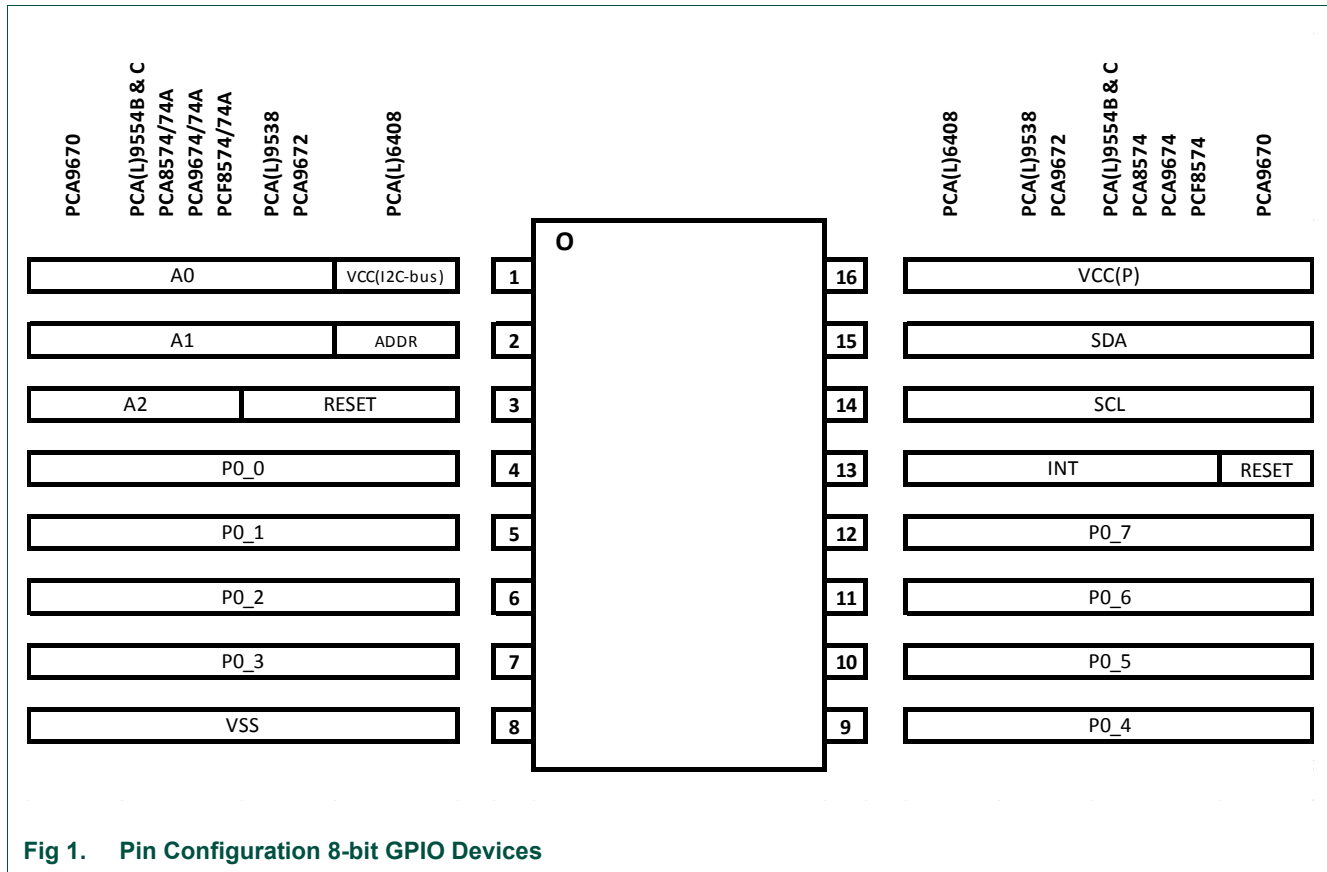 PCA9670
PCA(L)9554B & C
PCA8574/74A
PCA9674/74A
PCF8574/74A
PCA(L)9538
PCA9672
PCA(L)6408
PCA(L)6408
PCA(L)9538
PCA9672
PCA(L)9554B & C
PCA8574
PCA9674
PCF8574
PCA9670
O
A0 VCC(I2C-bus) 1 16 VCC(P)
A1 ADDR 2 15 SDA
A2 RESET 3 14 SCL
P0_0 4 13 INT RESET
P0_1 5 12 P0_7
P0_2 6 11 P0_6
P0_3 7 10 P0_5
VSS 8 9 P0_4
Fig 1. Pin Configuration 8-bit GPIO Devices